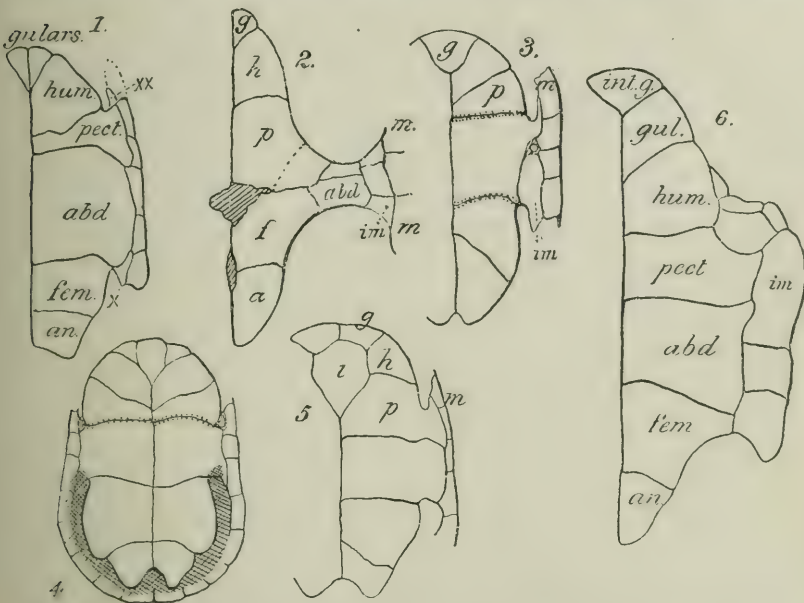 gulars. 1.
hum.
xx
pect.
abd
fem.
x
an.
g
2.
h
p
m.
abd
im
m
f
a
g
3.
p
m
im
4.
g
h
i
5
p
m
int.g.
gul.
6.
hum.
im
pect
abd
fem
an.